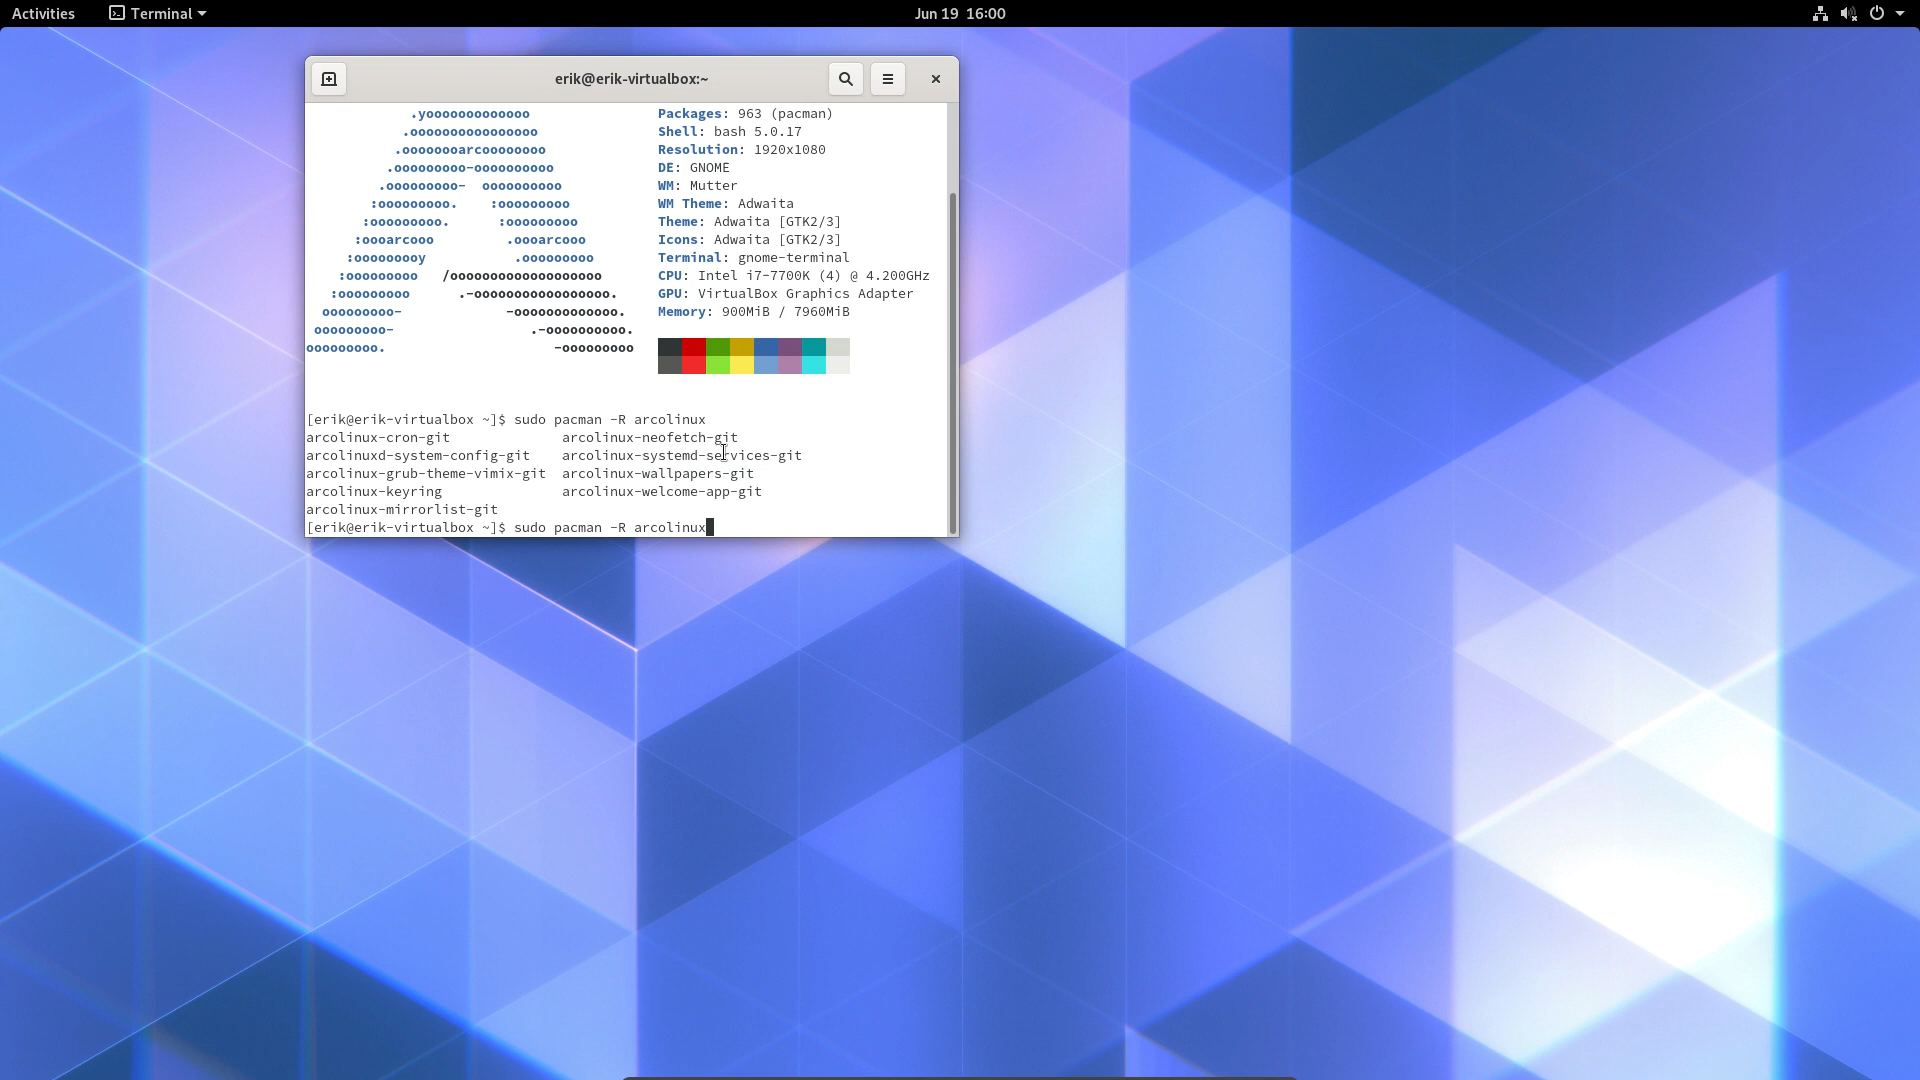 Activities
Terminal
Jun 19 16:00
erik@erik-virtualbox:~
.yooooooooooooo Packages: 963 (pacman)
.oooooooooooooooo Shell: bash 5.0.17
.ooooooooarcoooooooo Resolution: 1920x1080
.ooooooooo-oooooooooo DE: GNOME
.ooooooooo- oooooooooo WM: Mutter
:ooooooooo. :ooooooooo WM Theme: Adwaita
:ooooooooo. :ooooooooo Theme: Adwaita [GTK2/3]
:oooarcooo .oooarcooo Icons: Adwaita [GTK2/3]
:ooooooooy .ooooooooo Terminal: gnome-terminal
:ooooooooo /ooooooooooooooooooo CPU: Intel i7-7700K (4) @ 4.200GHz
:ooooooooo .-ooooooooooooooooo. GPU: VirtualBox Graphics Adapter
ooooooooo- -ooooooooooooo. Memory: 900MiB / 7960MiB
ooooooooo- .-oooooooooo.
ooooooooo. -ooooooooo
[erik@erik-virtualbox ~]$ sudo pacman -R arcolinux
arcolinux-cron-git arcolinux-neofetch-git
arcolinuxd-system-config-git arcolinux-systemd-services-git
arcolinux-grub-theme-vimix-git arcolinux-wallpapers-git
arcolinux-keyring arcolinux-welcome-app-git
arcolinux-mirrorlist-git
[erik@erik-virtualbox ~]$ sudo pacman -R arcolinux